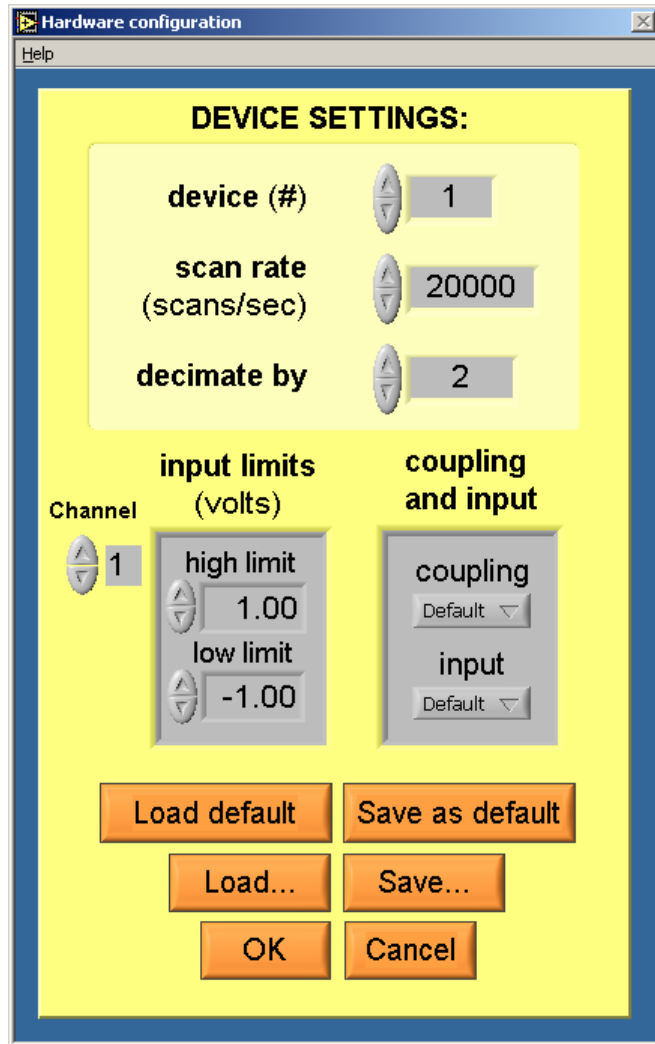 Hardware configuration
Help
DEVICE SETTINGS:
device (#)
1
scan rate
(scans/sec)
20000
decimate by
2
input limits
(volts)
coupling
and input
Channel
1
high limit
1.00
low limit
-1.00
coupling
Default
input
Default
Load default
Save as default
Load...
Save...
OK
Cancel